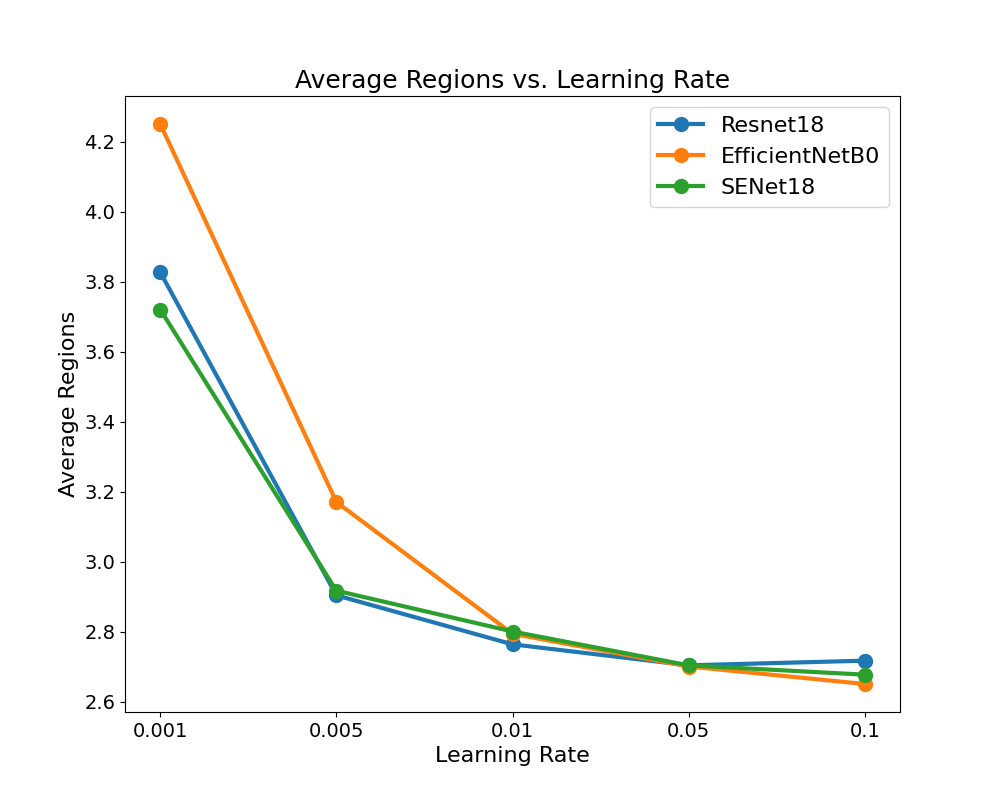 Average Regions vs. Learning Rate
Resnet18
EfficientNetB0
SENet18
Average Regions
4.2
4.0
3.8
3.6
3.4
3.2
3.0
2.8
2.6
0.001 0.005 0.01 0.05 0.1
Learning Rate